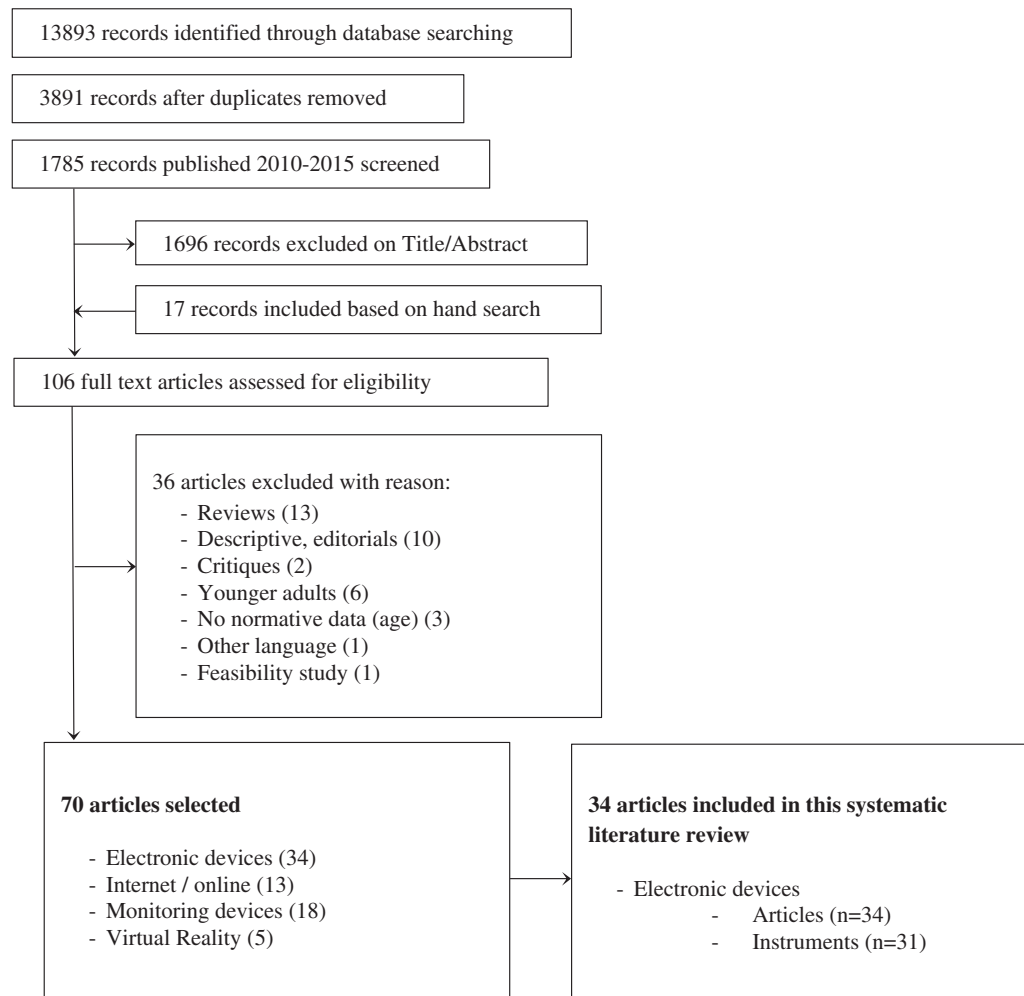 13893 records identified through database searching
3891 records after duplicates removed
1785 records published 2010-2015 screened
1696 records excluded on Title/Abstract
17 records included based on hand search
106 full text articles assessed for eligibility
36 articles excluded with reason:
- Reviews (13)
- Descriptive, editorials (10)
- Critiques (2)
- Younger adults (6)
- No normative data (age) (3)
- Other language (1)
- Feasibility study (1)
70 articles selected
- Electronic devices (34)
- Internet / online (13)
- Monitoring devices (18)
- Virtual Reality (5)
34 articles included in this systematic
literature review
- Electronic devices
- Articles (n=34)
- Instruments (n=31)